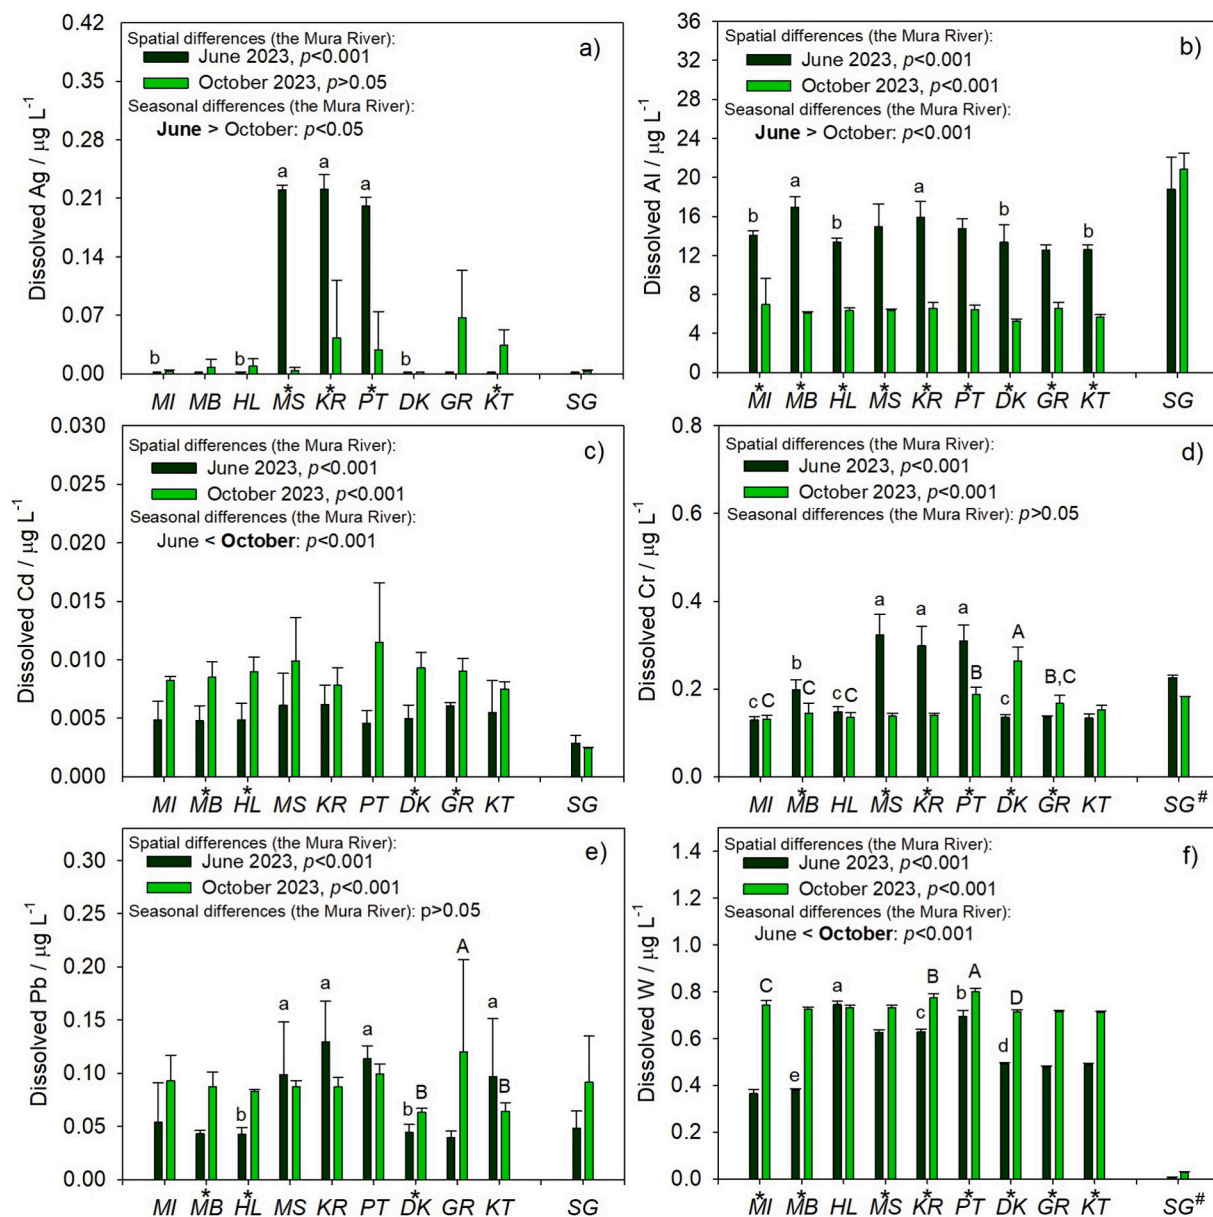 a)
Spatial differences (the Mura River):
June 2023, p<0.001
October 2023, p>0.05
Seasonal differences (the Mura River):
June > October: p<0.05
Dissolved Ag / µg L⁻¹
0.42
0.35
0.28
0.21
0.14
0.07
0.00
b b a a a b
MI MB HL MS* KR* PT* DK GR KT* SG
b)
Spatial differences (the Mura River):
June 2023, p<0.001
October 2023, p<0.001
Seasonal differences (the Mura River):
June > October: p<0.001
Dissolved Al / µg L⁻¹
36
32
28
24
20
16
12
8
4
0
b a b a b b
MI* MB* HL* MS* KR* PT* DK* GR* KT* SG
c)
Spatial differences (the Mura River):
June 2023, p<0.001
October 2023, p<0.001
Seasonal differences (the Mura River):
June < October: p<0.001
Dissolved Cd / µg L⁻¹
0.030
0.025
0.020
0.015
0.010
0.005
0.000
MI MB* HL* MS KR PT DK* GR* KT SG
d)
Spatial differences (the Mura River):
June 2023, p<0.001
October 2023, p<0.001
Seasonal differences (the Mura River): p>0.05
Dissolved Cr / µg L⁻¹
0.8
0.6
0.4
0.2
0.0
c C b C c C a a a B c A B,C
MI MB* HL MS* KR* PT* DK* GR* KT SG#
e)
Spatial differences (the Mura River):
June 2023, p<0.001
October 2023, p<0.001
Seasonal differences (the Mura River): p>0.05
Dissolved Pb / µg L⁻¹
0.30
0.25
0.20
0.15
0.10
0.05
0.00
b a a a b B A a B
MI MB* HL* MS KR PT DK* GR KT SG
f)
Spatial differences (the Mura River):
June 2023, p<0.001
October 2023, p<0.001
Seasonal differences (the Mura River):
June < October: p<0.001
Dissolved W / µg L⁻¹
1.4
1.2
1.0
0.8
0.6
0.4
0.2
0.0
C e a c B b A d D
MI* MB* HL MS* KR* PT* DK* GR* KT* SG#